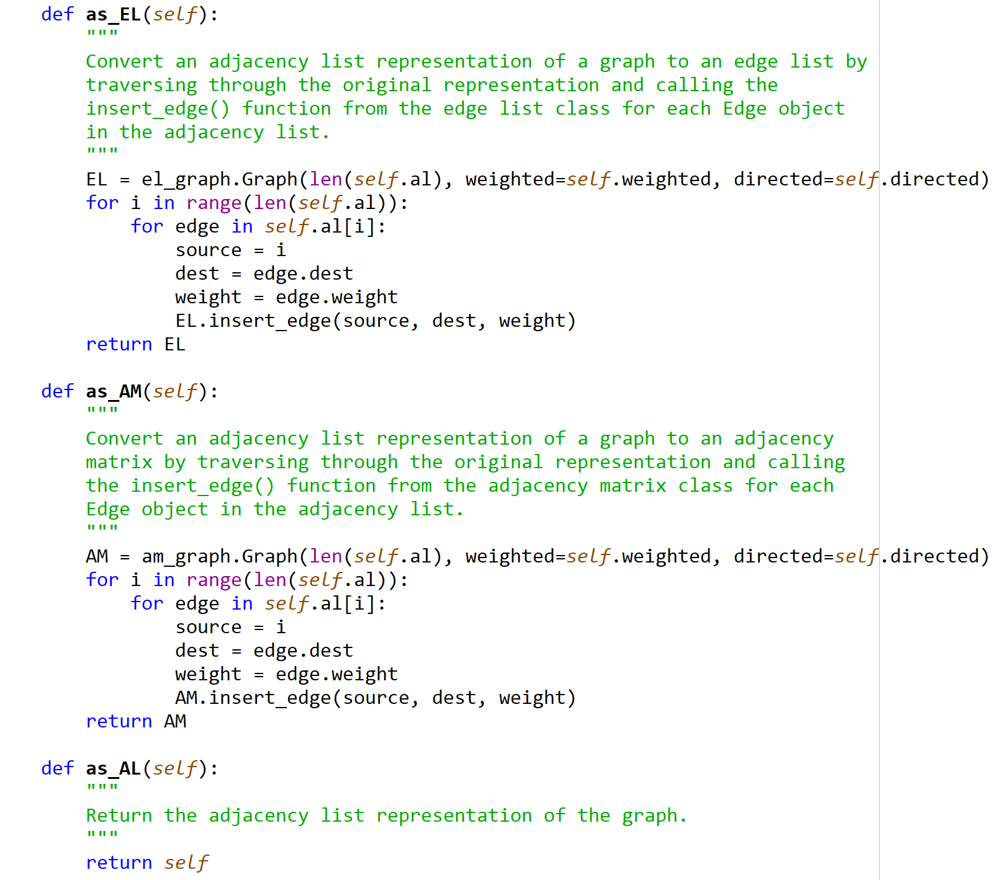 def as_EL(self):
    """
    Convert an adjacency list representation of a graph to an edge list by
    traversing through the original representation and calling the
    insert_edge() function from the edge list class for each Edge object
    in the adjacency list.
    """
    EL = el_graph.Graph(len(self.al), weighted=self.weighted, directed=self.directed)
    for i in range(len(self.al)):
        for edge in self.al[i]:
            source = i
            dest = edge.dest
            weight = edge.weight
            EL.insert_edge(source, dest, weight)
    return EL

def as_AM(self):
    """
    Convert an adjacency list representation of a graph to an adjacency
    matrix by traversing through the original representation and calling
    the insert_edge() function from the adjacency matrix class for each
    Edge object in the adjacency list.
    """
    AM = am_graph.Graph(len(self.al), weighted=self.weighted, directed=self.directed)
    for i in range(len(self.al)):
        for edge in self.al[i]:
            source = i
            dest = edge.dest
            weight = edge.weight
            AM.insert_edge(source, dest, weight)
    return AM

def as_AL(self):
    """
    Return the adjacency list representation of the graph.
    """
    return self